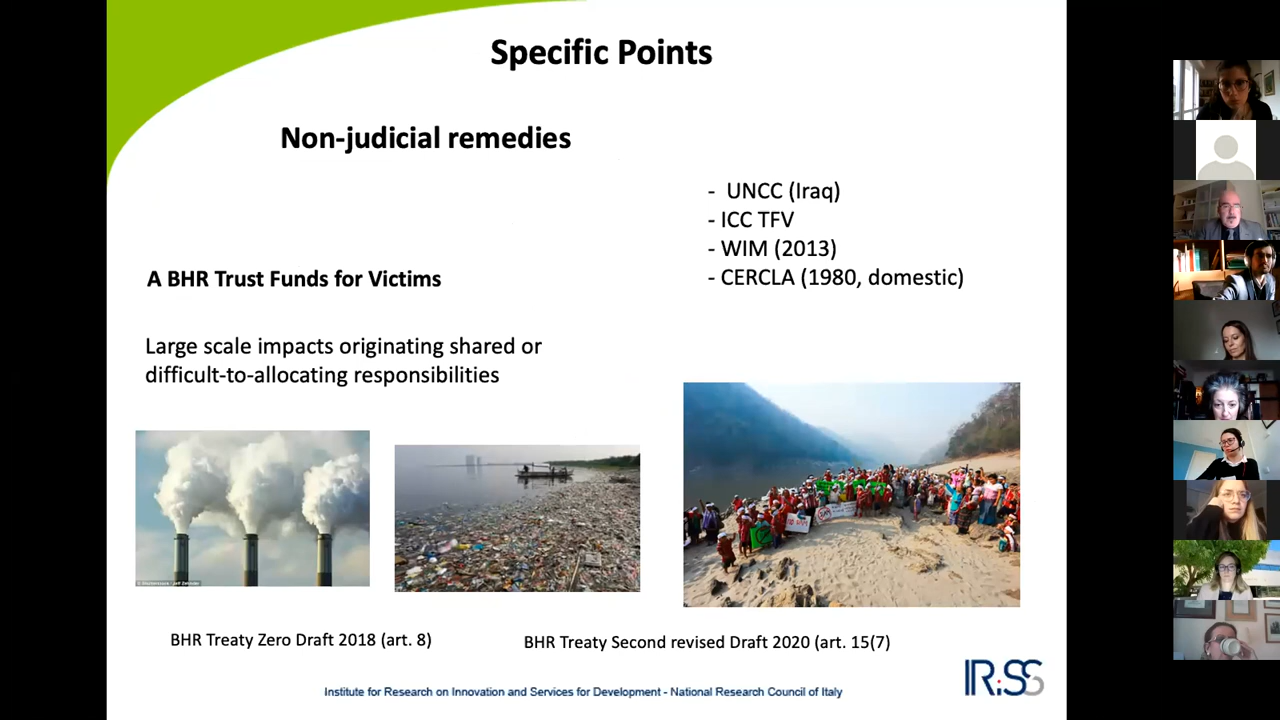 Specific Points
Non-judicial remedies
- UNCC (Iraq)
- ICC TFV
- WIM (2013)
- CERCLA (1980, domestic)
A BHR Trust Funds for Victims
Large scale impacts originating shared or
difficult-to-allocating responsibilities
BHR Treaty Zero Draft 2018 (art. 8)
BHR Treaty Second revised Draft 2020 (art. 15(7)
Institute for Research on Innovation and Services for Development - National Research Council of Italy
IRiSS